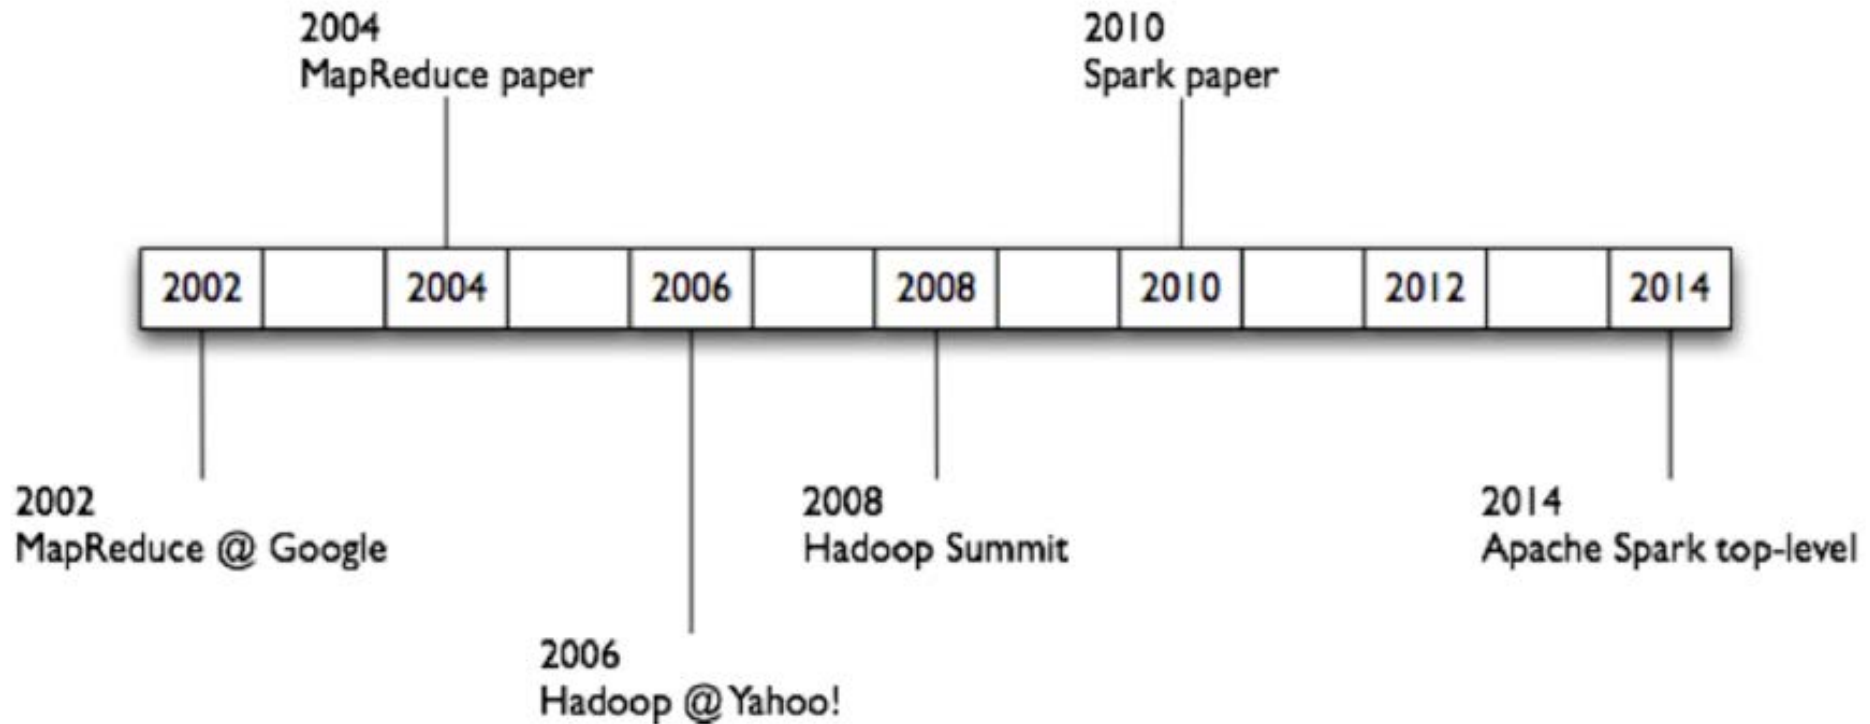 2004
MapReduce paper
2010
Spark paper
2002 2004 2006 2008 2010 2012 2014
2002
MapReduce @ Google
2008
Hadoop Summit
2014
Apache Spark top-level
2006
Hadoop @ Yahoo!